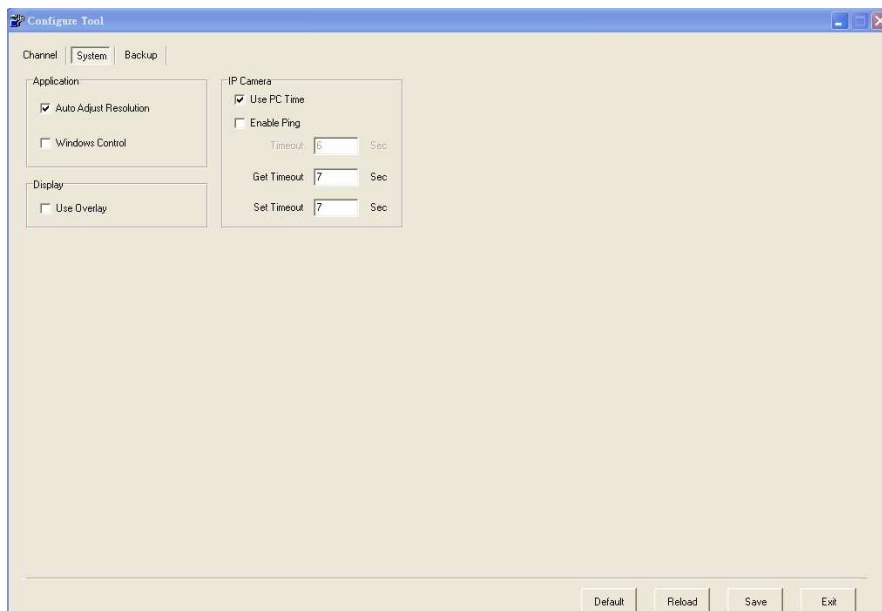 Configure Tool
Channel System Backup
Application
Auto Adjust Resolution
Windows Control
Display
Use Overlay
IP Camera
Use PC Time
Enable Ping
Timeout 6 Sec
Get Timeout 7 Sec
Set Timeout 7 Sec
Default Reload Save Exit